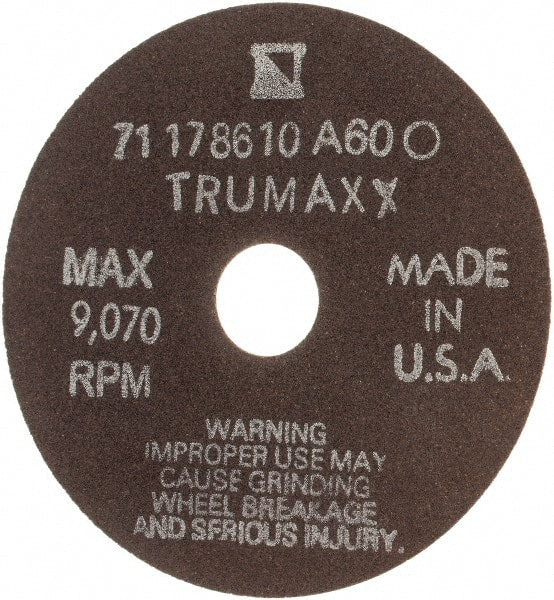 71 178610 A60 O
TRUMAXX
MAX
9,070
RPM
MADE
IN
U.S.A.
WARNING
IMPROPER USE MAY
CAUSE GRINDING
WHEEL BREAKAGE
AND SERIOUS INJURY.